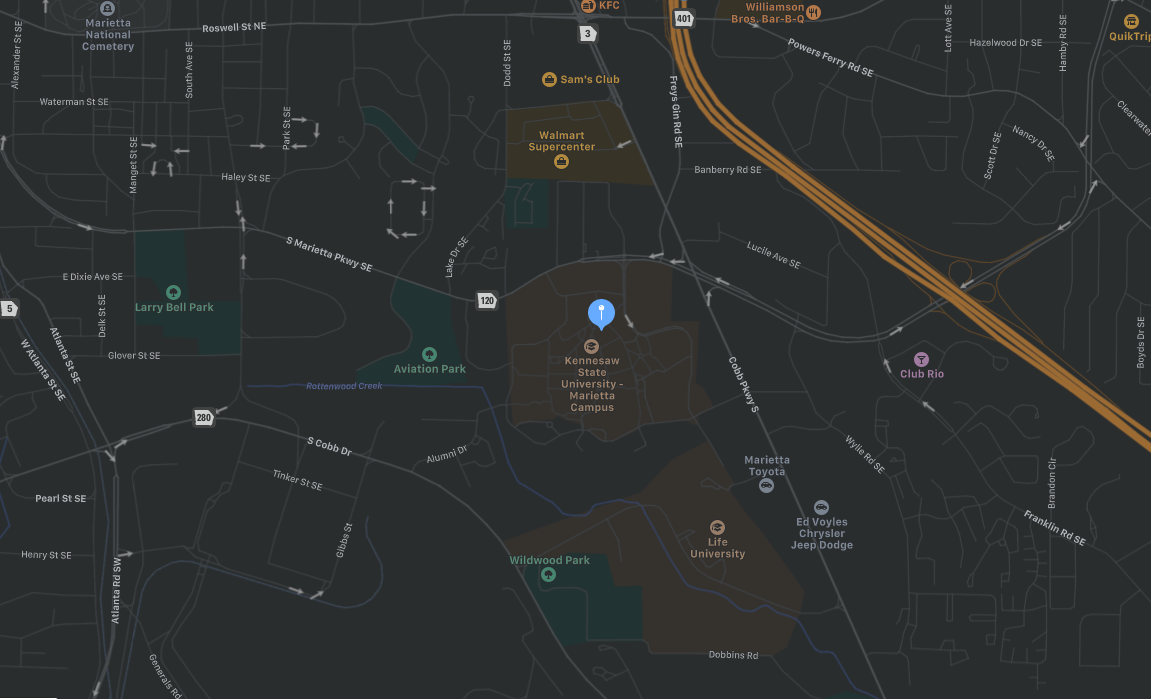 KFC
401
Williamson
Bros. Bar-B-Q
Marietta
National
Cemetery
Roswell St NE
3
QuikTrip
Alexander St SE
South Ave SE
Dodd St SE
Lott Ave SE
Hamby Rd SE
Hazelwood Dr SE
Powers Ferry Rd SE
Sam's Club
Freys Gin Rd SE
Waterman St SE
Park St SE
Clearwater
Walmart
Supercenter
Nancy Dr SE
Scott Dr SE
Manget St SE
Haley St SE
Banberry Rd SE
S Marietta Pkwy SE
Lake Dr SE
Lucile Ave SE
E Dixie Ave SE
120
Larry Bell Park
5
Delk St SE
Atlanta St SE
W Atlanta St SE
Glover St SE
Aviation Park
Kennesaw
State
University -
Marietta
Campus
Boyds Dr SE
Club Rio
Rottenwood Creek
Cobb Pkwy S
280
S Cobb Dr
Alumni Dr
Wylie Rd SE
Marietta
Toyota
Tinker St SE
Brandon Cir
Pearl St SE
Ed Voyles
Chrysler
Jeep Dodge
Franklin Rd SE
Gibbs St
Life
University
Henry St SE
Wildwood Park
Atlanta Rd SW
Dobbins Rd
Generals Rd